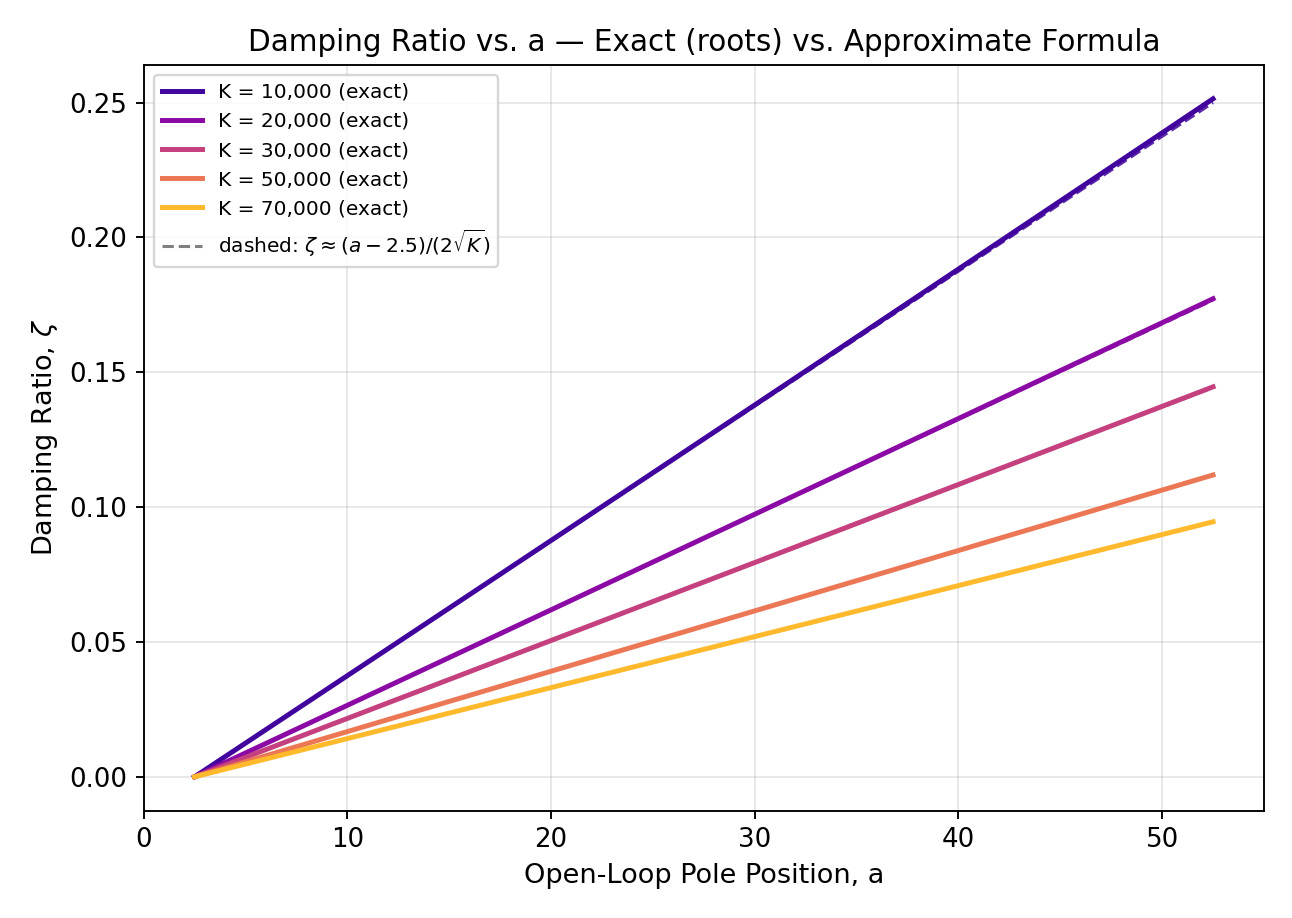 Damping Ratio vs. a — Exact (roots) vs. Approximate Formula
K = 10,000 (exact)
K = 20,000 (exact)
K = 30,000 (exact)
K = 50,000 (exact)
K = 70,000 (exact)
dashed: ζ ≈ (a − 2.5)/(2√K)
Damping Ratio, ζ
0.25
0.20
0.15
0.10
0.05
0.00
0 10 20 30 40 50
Open-Loop Pole Position, a